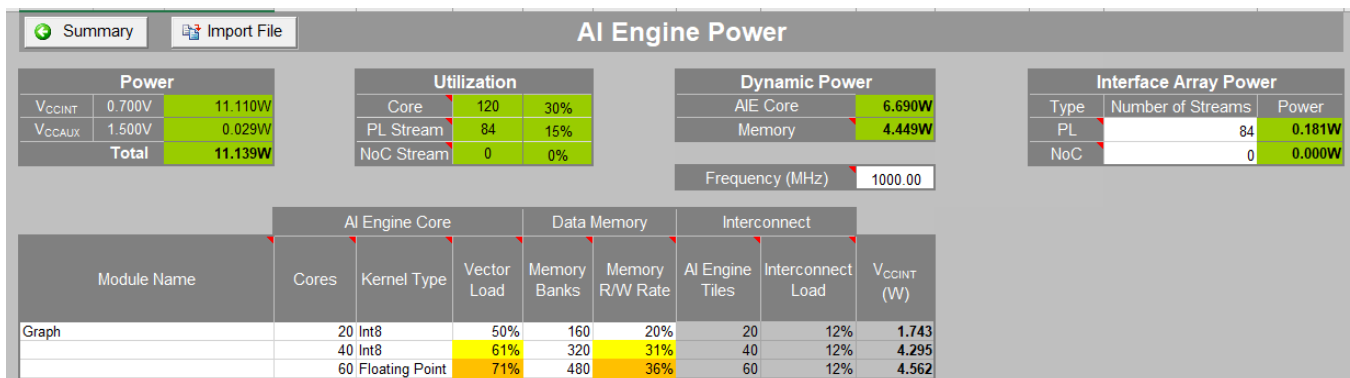 Summary Import File AI Engine Power
Power Utilization Dynamic Power Interface Array Power
VCCINT 0.700V 11.110W Core 120 30% AIE Core 6.690W Type Number of Streams Power
VCCAUX 1.500V 0.029W PL Stream 84 15% Memory 4.449W PL 84 0.181W
Total 11.139W NoC Stream 0 0% NoC 0 0.000W
Frequency (MHz) 1000.00
AI Engine Core Data Memory Interconnect
Module Name Cores Kernel Type Vector Load Memory Banks Memory R/W Rate AI Engine Tiles Interconnect Load VCCINT (W)
Graph 20 Int8 50% 160 20% 20 12% 1.743
40 Int8 61% 320 31% 40 12% 4.295
60 Floating Point 71% 480 36% 60 12% 4.562